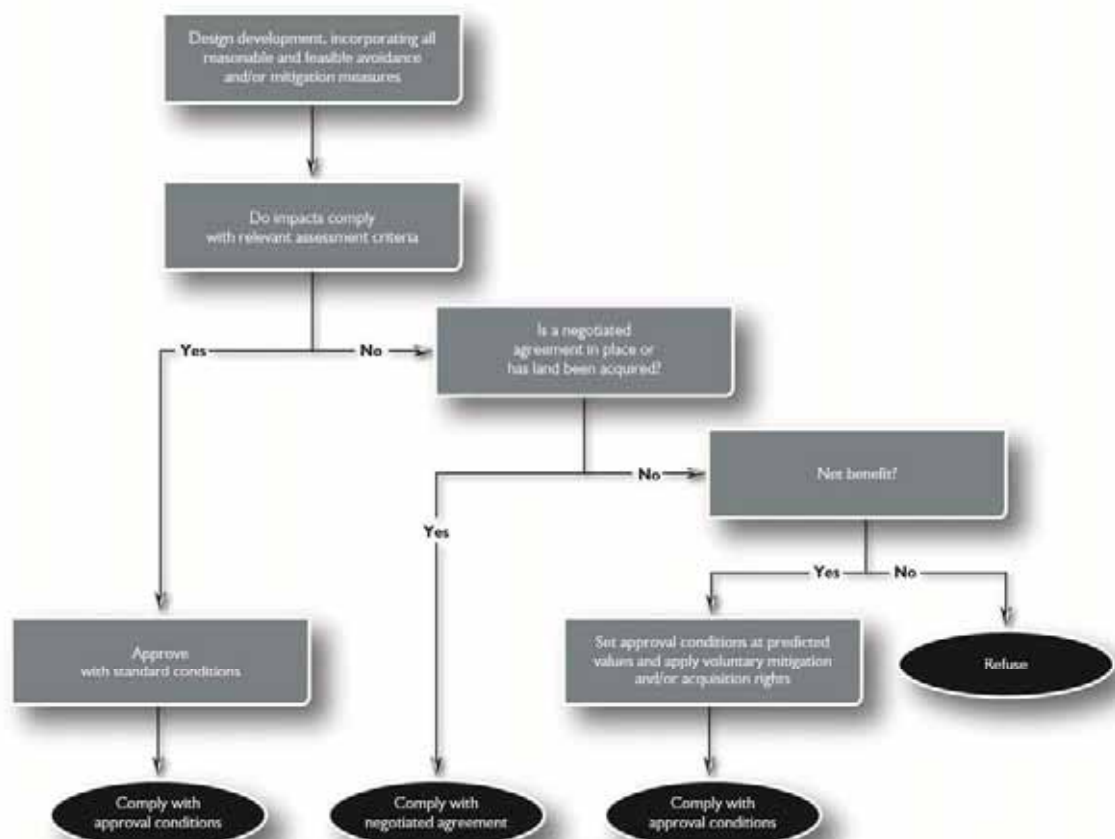 Design development, incorporating all
reasonable and feasible avoidance
and/or mitigation measures
Do impacts comply
with relevant assessment criteria
Yes
No
Is a negotiated
agreement in place or
has land been acquired?
No
Net benefit?
Yes
Yes
No
Approve
with standard conditions
Set approval conditions at predicted
values and apply voluntary mitigation
and/or acquisition rights
Refuse
Comply with
approval conditions
Comply with
negotiated agreement
Comply with
approval conditions